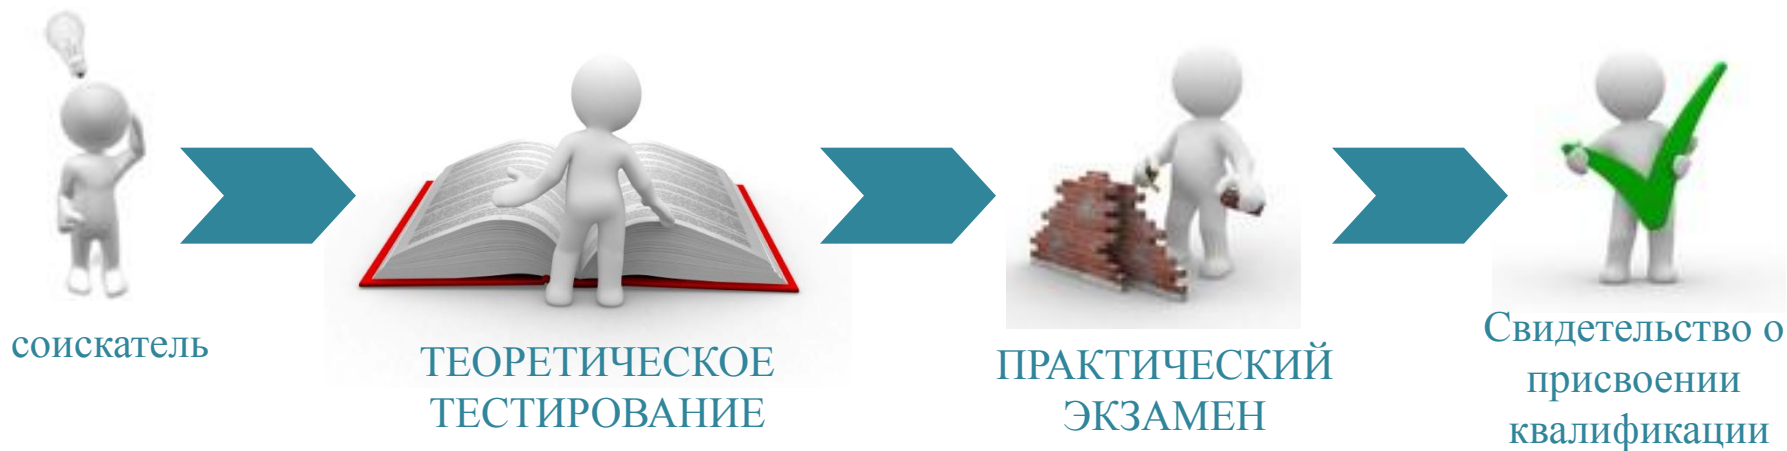 соискатель
ТЕОРЕТИЧЕСКОЕ
ТЕСТИРОВАНИЕ
ПРАКТИЧЕСКИЙ
ЭКЗАМЕН
Свидетельство о
присвоении
квалификации